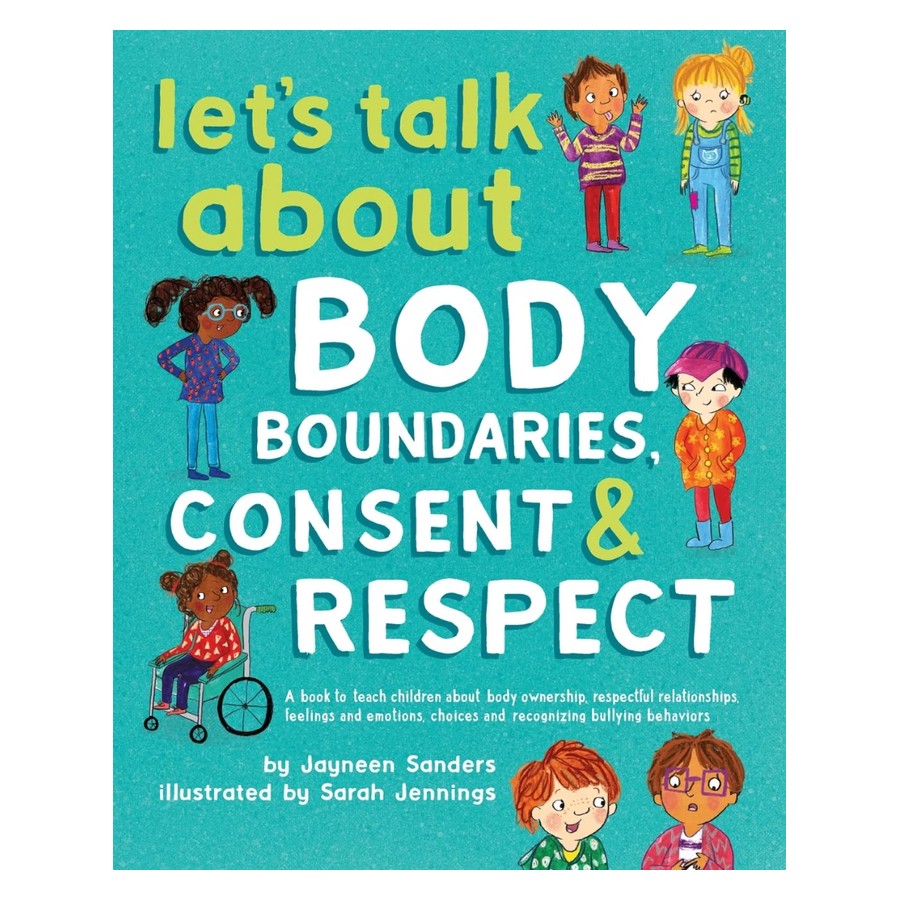 let's talk
about
BODY
BOUNDARIES,
CONSENT &
RESPECT
A book to teach children about body ownership, respectful relationships,
feelings and emotions, choices and recognizing bullying behaviors
by Jayneen Sanders
illustrated by Sarah Jennings